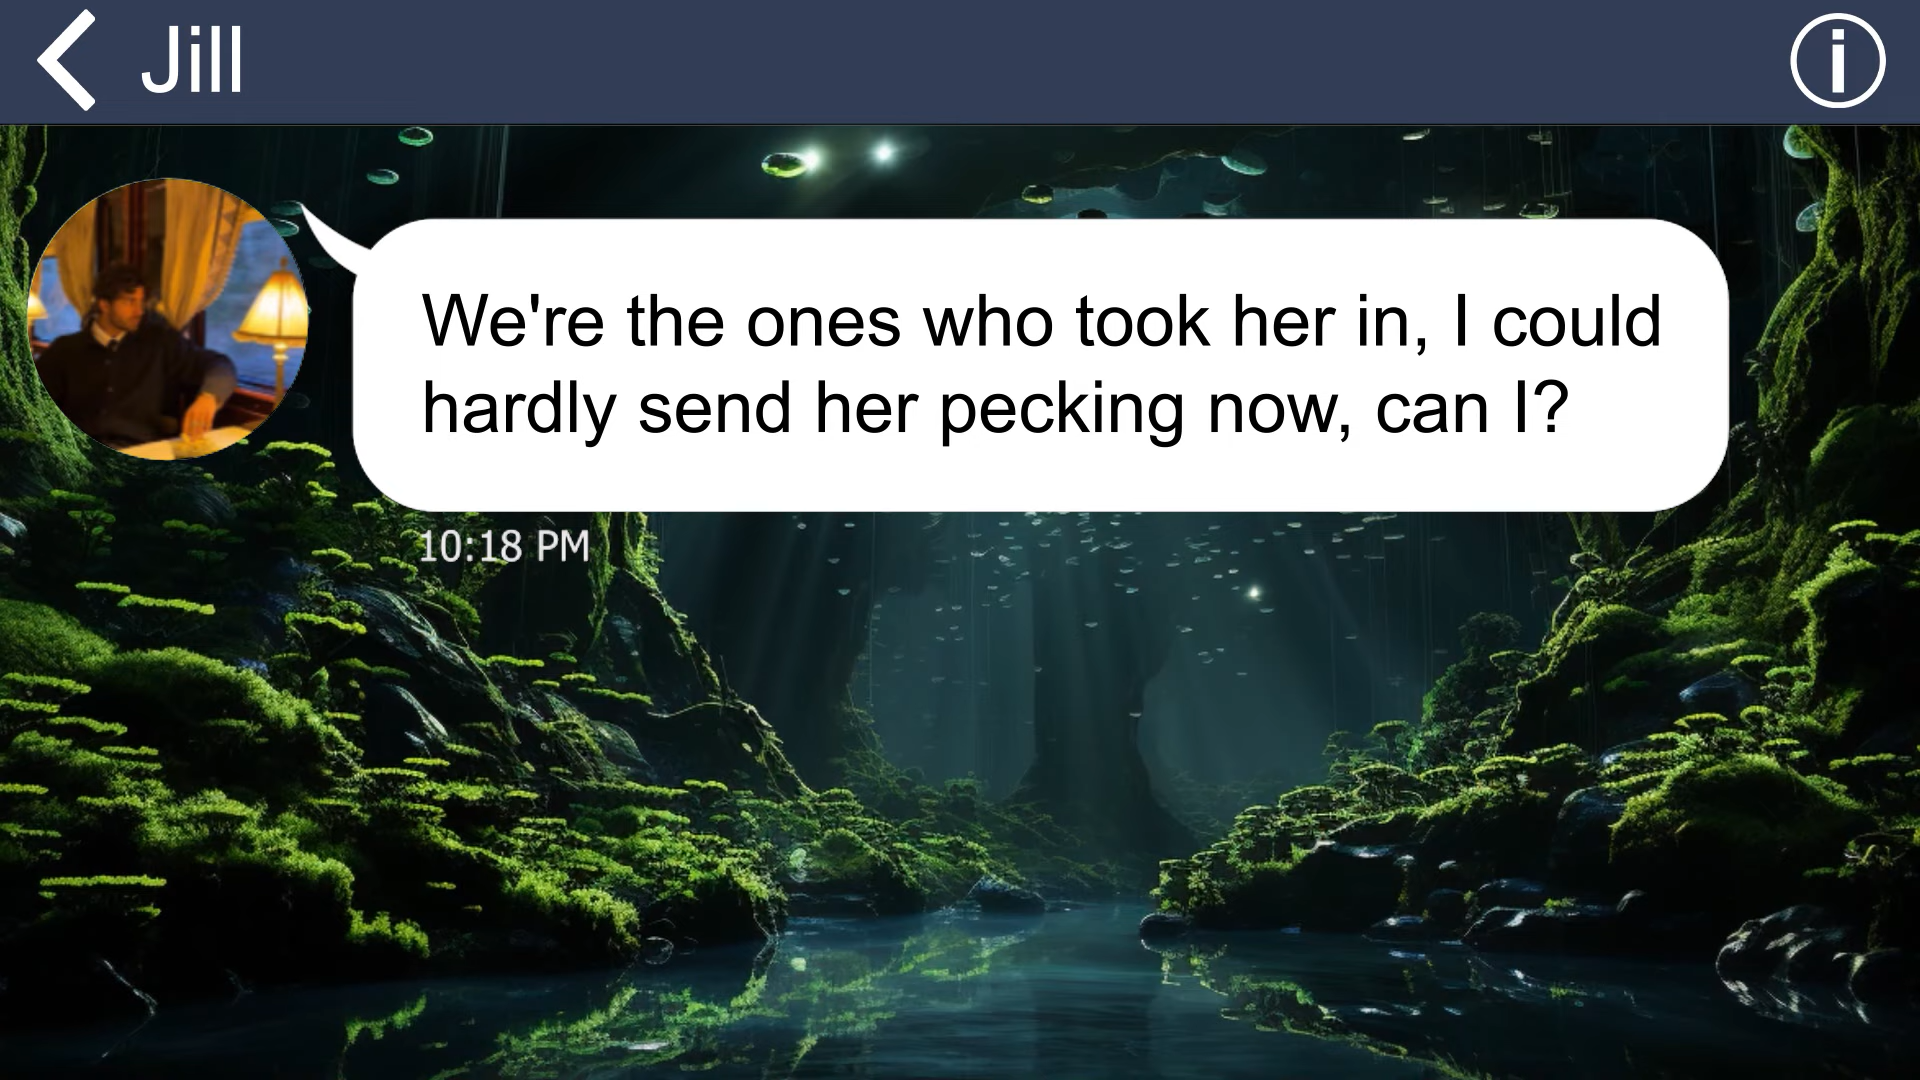 Jill
We're the ones who took her in, I could
hardly send her pecking now, can I?
10:18 PM